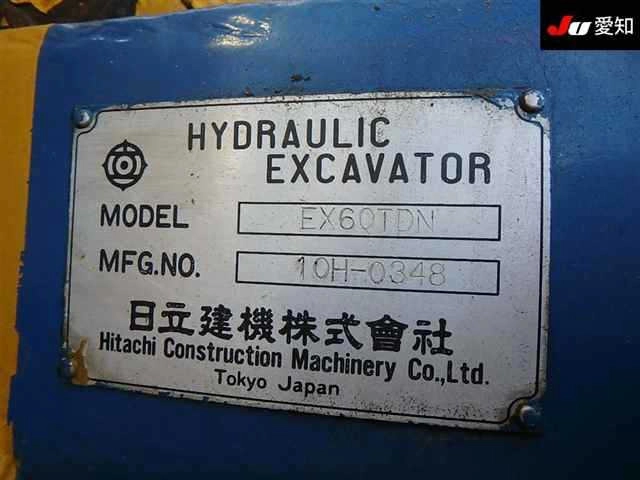 JU 愛知
HYDRAULIC
EXCAVATOR
MODEL EX60TDN
MFG.NO. 10H-0348
日立建機株式會社
Hitachi Construction Machinery Co.,Ltd.
Tokyo Japan